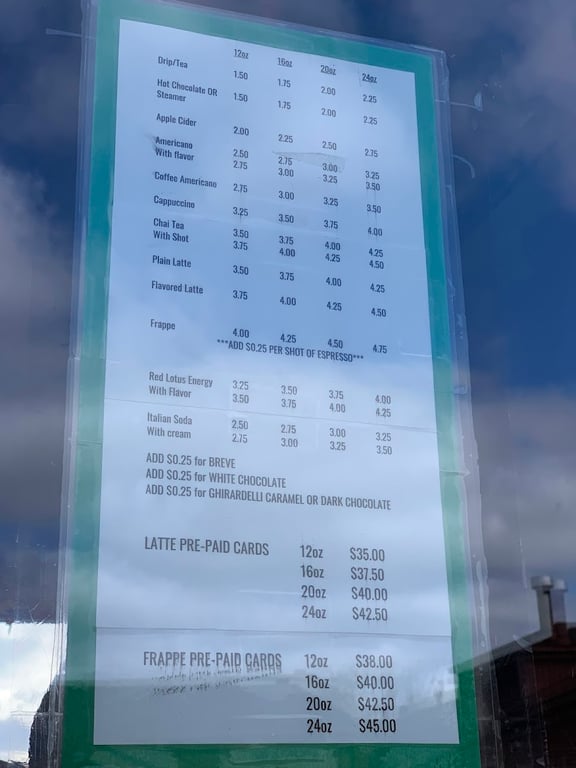 12oz 16oz 20oz 24oz
Drip/Tea 1.50 1.75 2.00 2.25
Hot Chocolate OR
Steamer 1.50 1.75 2.00 2.25
Apple Cider 2.00 2.25 2.50 2.75
Americano 2.50 2.75 3.00 3.25
With flavor 2.75 3.00 3.25 3.50
Coffee Americano 2.75 3.00 3.25 3.50
Cappuccino 3.25 3.50 3.75 4.00
Chai Tea 3.50 3.75 4.00 4.25
With Shot 3.75 4.00 4.25 4.50
Plain Latte 3.50 3.75 4.00 4.25
Flavored Latte 3.75 4.00 4.25 4.50
Frappe 4.00 4.25 4.50 4.75
***ADD $0.25 PER SHOT OF ESPRESSO***
Red Lotus Energy 3.25 3.50 3.75 4.00
With Flavor 3.50 3.75 4.00 4.25
Italian Soda 2.50 2.75 3.00 3.25
With cream 2.75 3.00 3.25 3.50
ADD $0.25 for BREVE
ADD $0.25 for WHITE CHOCOLATE
ADD $0.25 for GHIRARDELLI CARAMEL OR DARK CHOCOLATE
LATTE PRE-PAID CARDS 12oz $35.00
16oz $37.50
20oz $40.00
24oz $42.50
FRAPPE PRE-PAID CARDS 12oz $38.00
16oz $40.00
20oz $42.50
24oz $45.00